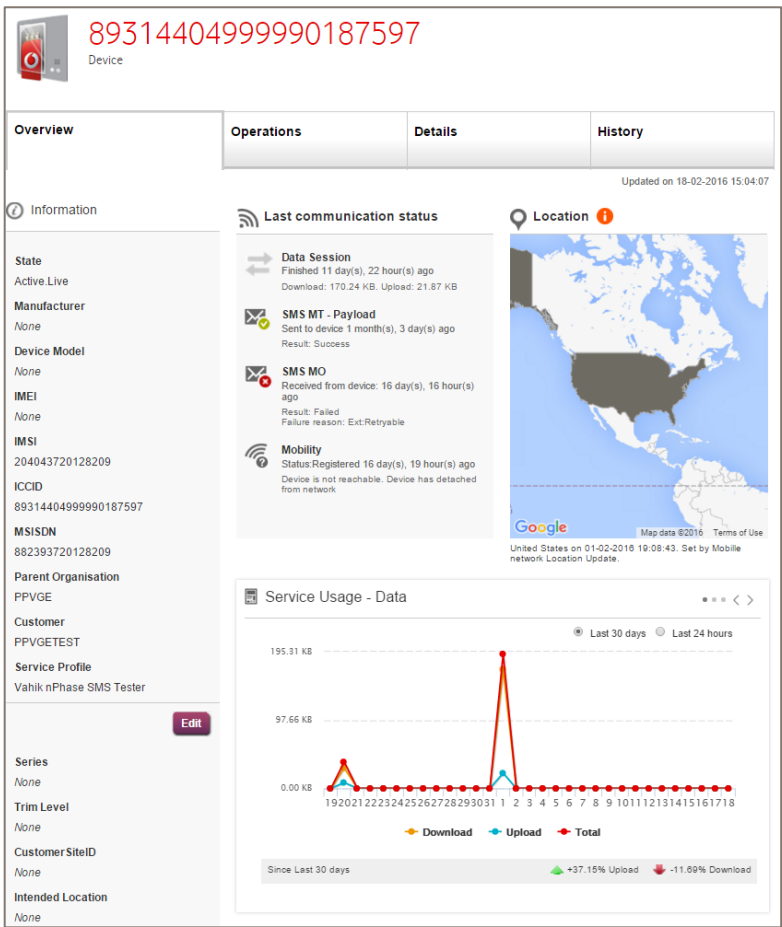 89314404999990187597
Device
Overview
Operations
Details
History
Updated on 18-02-2016 15:04:07
Information
State
Active.Live
Manufacturer
None
Device Model
None
IMEI
None
IMSI
204043720128209
ICCID
89314404999990187597
MSISDN
882393720128209
Parent Organisation
PPVGE
Customer
PPVGETEST
Service Profile
Vahik nPhase SMS Tester
Edit
Series
None
Trim Level
None
CustomerSiteID
None
Intended Location
None
Last communication status
Data Session
Finished 11 day(s), 22 hour(s) ago
Download: 170.24 KB. Upload: 21.87 KB
SMS MT - Payload
Sent to device 1 month(s), 3 day(s) ago
Result: Success
SMS MO
Received from device: 16 day(s), 16 hour(s)
ago
Result: Failed
Failure reason: Ext:Retryable
Mobility
Status:Registered 16 day(s), 19 hour(s) ago
Device is not reachable. Device has detached
from network
Location
Google
Map data ©2016 Terms of Use
United States on 01-02-2016 19:08:43. Set by Mobille
network Location Update.
Service Usage - Data
Last 30 days
Last 24 hours
195.31 KB
97.66 KB
0.00 KB
19 20 21 22 23 24 25 26 27 28 29 30 31 1 2 3 4 5 6 7 8 9 10 11 12 13 14 15 16 17 18
Download Upload Total
Since Last 30 days
+37.15% Upload -11.69% Download